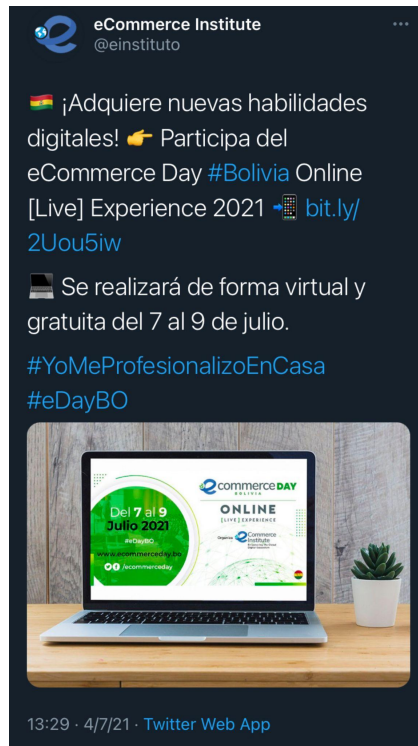 eCommerce Institute
@einstituto
🇧🇴 ¡Adquiere nuevas habilidades
digitales! 👉 Participa del
eCommerce Day #Bolivia Online
[Live] Experience 2021 📲 bit.ly/
2Uou5iw
💻 Se realizará de forma virtual y
gratuita del 7 al 9 de julio.
#YoMeProfesionalizoEnCasa
#eDayBO
Del 7 al 9
Julio 2021
#eDayBO
www.ecommerceday.bo
/ecommerceday
ecommerce DAY
BOLIVIA
ONLINE
[LIVE] EXPERIENCE
Organiza:
eCommerce
Institute
13:29 · 4/7/21 · Twitter Web App